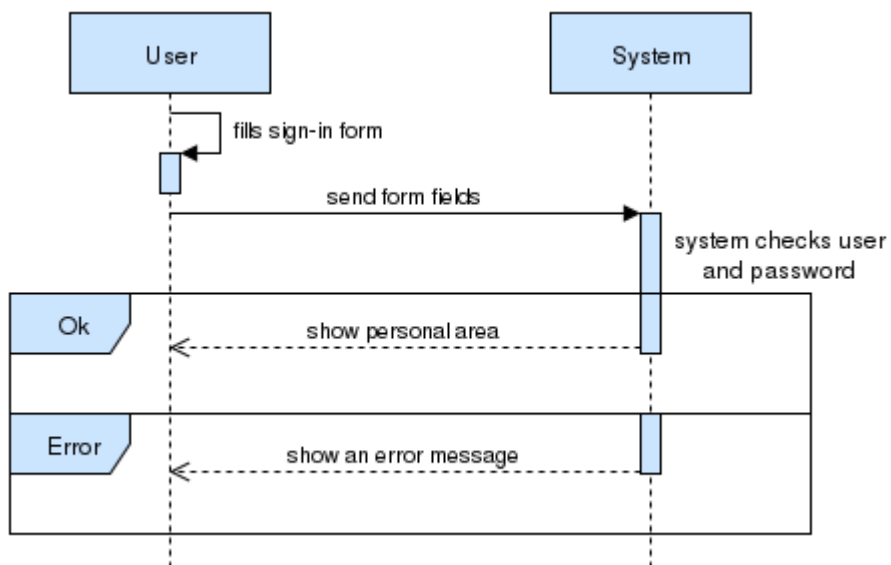 User
System
fills sign-in form
send form fields
system checks user
and password
Ok
show personal area
Error
show an error message